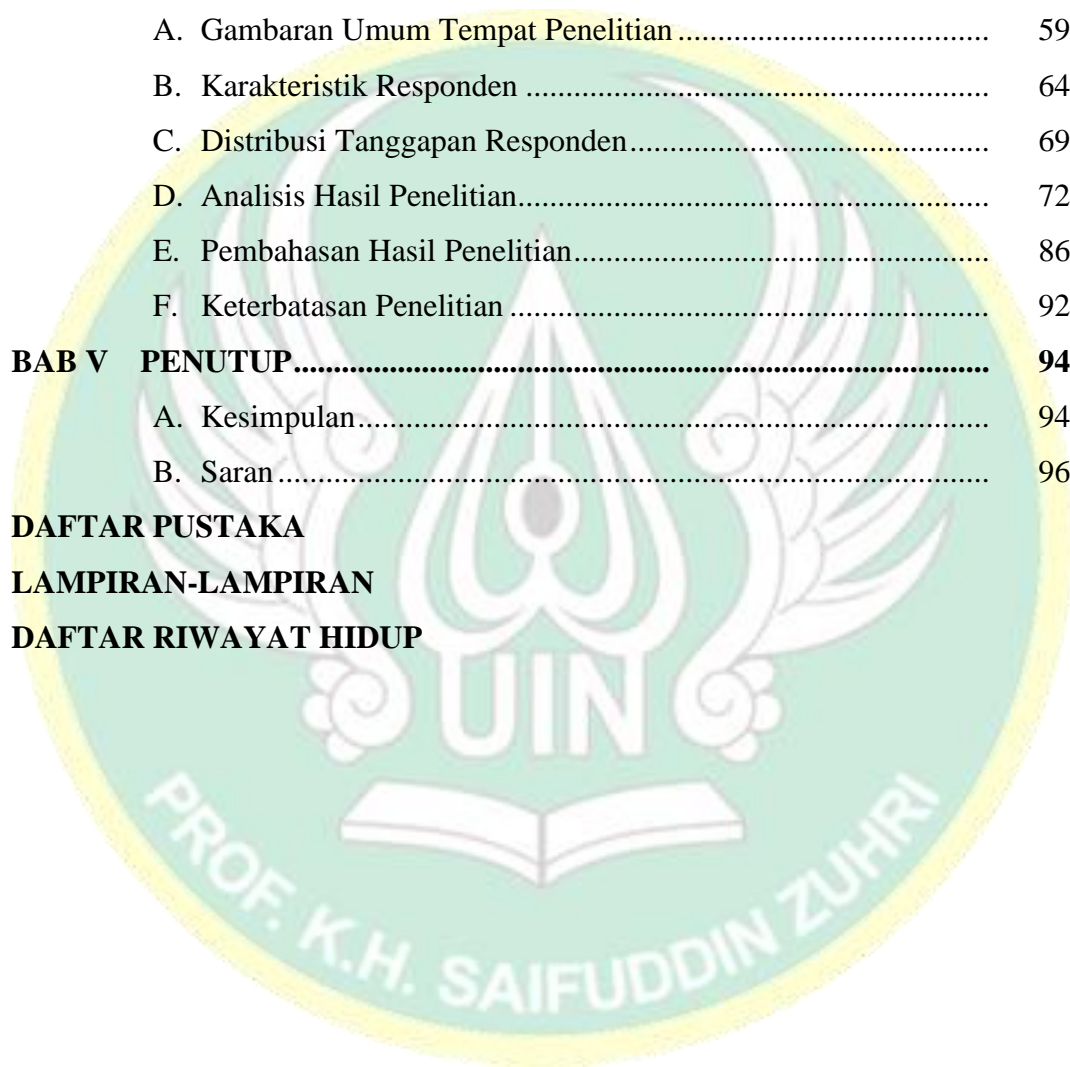 A. Gambaran Umum Tempat Penelitian .................................. 59
B. Karakteristik Responden .................................. 64
C. Distribusi Tanggapan Responden .................................. 69
D. Analisis Hasil Penelitian .................................. 72
E. Pembahasan Hasil Penelitian .................................. 86
F. Keterbatasan Penelitian .................................. 92
BAB V PENUTUP .................................. 94
A. Kesimpulan .................................. 94
B. Saran .................................. 96
DAFTAR PUSTAKA
LAMPIRAN-LAMPIRAN
DAFTAR RIWAYAT HIDUP
UIN
PROF. K.H. SAIFUDDIN ZUHRI